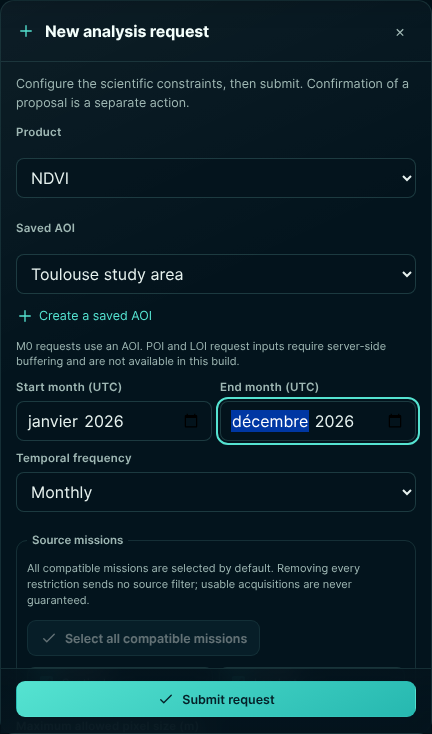 New analysis request
Configure the scientific constraints, then submit. Confirmation of a
proposal is a separate action.
Product
NDVI
Saved AOI
Toulouse study area
Create a saved AOI
M0 requests use an AOI. POI and LOI request inputs require server-side
buffering and are not available in this build.
Start month (UTC)
End month (UTC)
janvier 2026
décembre 2026
Temporal frequency
Monthly
Source missions
All compatible missions are selected by default. Removing every
restriction sends no source filter; usable acquisitions are never
guaranteed.
Select all compatible missions
Submit request